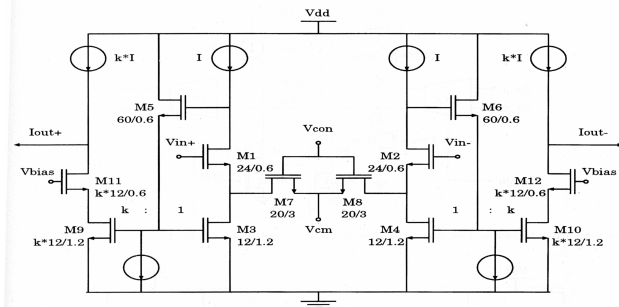 Vdd
k*I
I
I
k*I
M5
60/0.6
M6
60/0.6
Iout+
Vin+
Vcon
Vin-
Iout-
M1
24/0.6
M2
24/0.6
Vbias
Vbias
M11
k*12/0.6
M12
k*12/0.6
M7
20/3
M8
20/3
k : 1
1 : k
M9
k*12/1.2
M3
12/1.2
Vcm
M4
12/1.2
M10
k*12/1.2